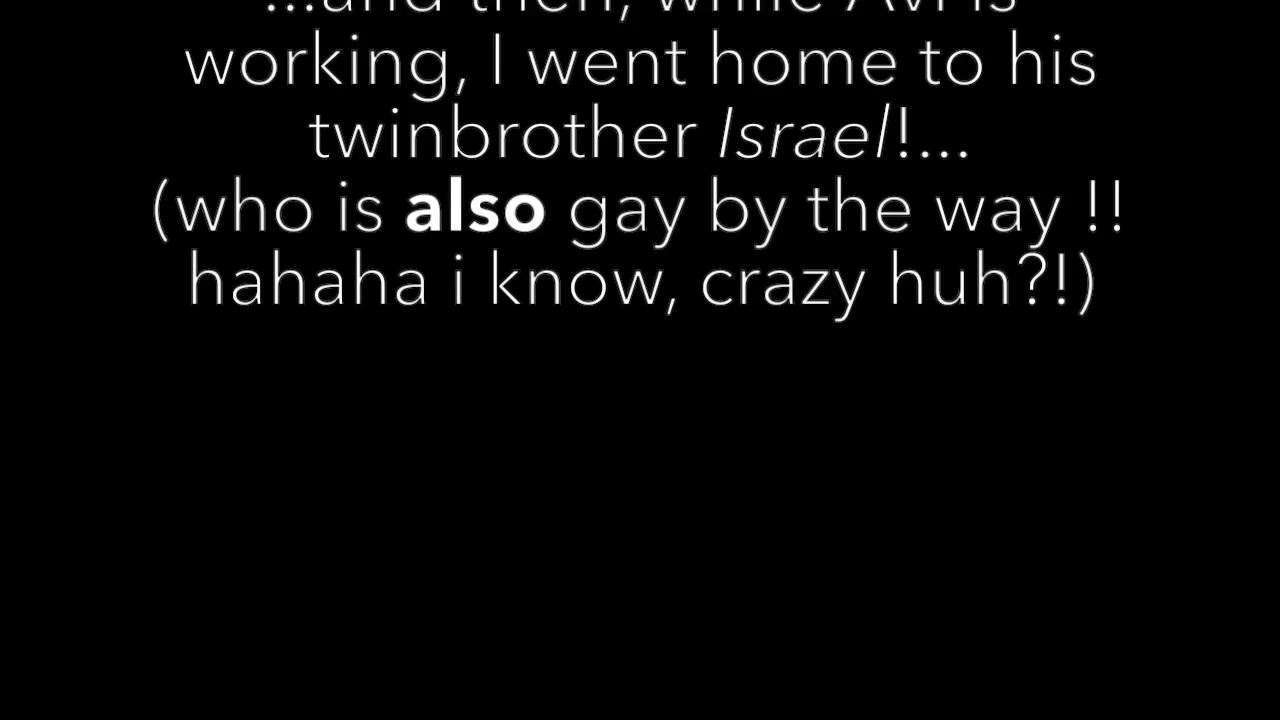 ...and then, while Avi is
working, I went home to his
twinbrother Israel!...
(who is also gay by the way !!
hahaha i know, crazy huh?!)